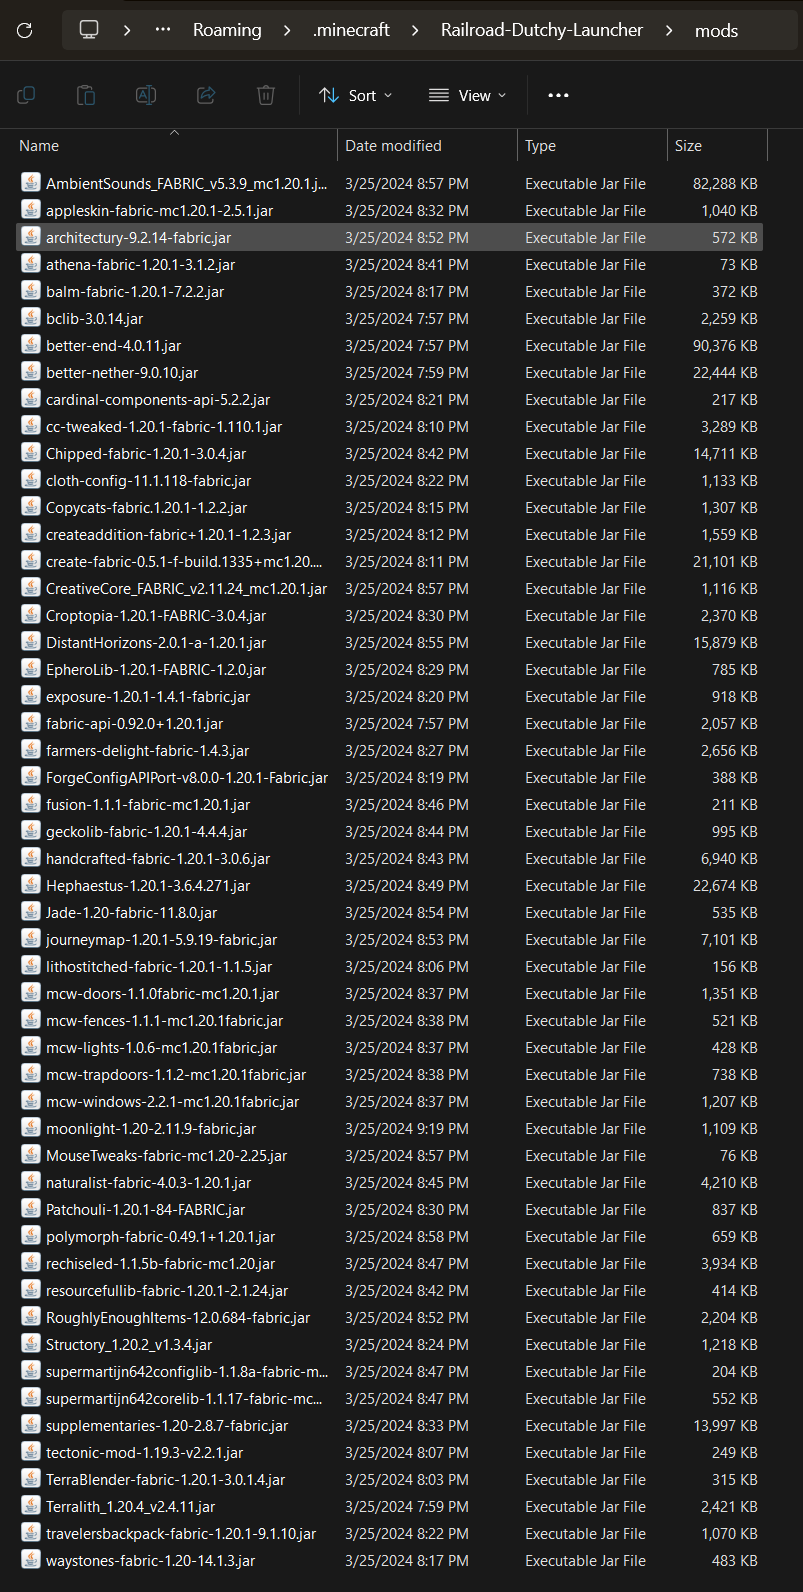 Roaming .minecraft Railroad-Dutchy-Launcher mods
Sort View
Name Date modified Type Size
AmbientSounds_FABRIC_v5.3.9_mc1.20.1.j... 3/25/2024 8:57 PM Executable Jar File 82,288 KB
appleskin-fabric-mc1.20.1-2.5.1.jar 3/25/2024 8:32 PM Executable Jar File 1,040 KB
architectury-9.2.14-fabric.jar 3/25/2024 8:52 PM Executable Jar File 572 KB
athena-fabric-1.20.1-3.1.2.jar 3/25/2024 8:41 PM Executable Jar File 73 KB
balm-fabric-1.20.1-7.2.2.jar 3/25/2024 8:17 PM Executable Jar File 372 KB
bclib-3.0.14.jar 3/25/2024 7:57 PM Executable Jar File 2,259 KB
better-end-4.0.11.jar 3/25/2024 7:57 PM Executable Jar File 90,376 KB
better-nether-9.0.10.jar 3/25/2024 7:59 PM Executable Jar File 22,444 KB
cardinal-components-api-5.2.2.jar 3/25/2024 8:21 PM Executable Jar File 217 KB
cc-tweaked-1.20.1-fabric-1.110.1.jar 3/25/2024 8:10 PM Executable Jar File 3,289 KB
Chipped-fabric-1.20.1-3.0.4.jar 3/25/2024 8:42 PM Executable Jar File 14,711 KB
cloth-config-11.1.118-fabric.jar 3/25/2024 8:22 PM Executable Jar File 1,133 KB
Copycats-fabric.1.20.1-1.2.2.jar 3/25/2024 8:15 PM Executable Jar File 1,307 KB
createaddition-fabric+1.20.1-1.2.3.jar 3/25/2024 8:12 PM Executable Jar File 1,559 KB
create-fabric-0.5.1-f-build.1335+mc1.20.... 3/25/2024 8:11 PM Executable Jar File 21,101 KB
CreativeCore_FABRIC_v2.11.24_mc1.20.1.jar 3/25/2024 8:57 PM Executable Jar File 1,116 KB
Croptopia-1.20.1-FABRIC-3.0.4.jar 3/25/2024 8:30 PM Executable Jar File 2,370 KB
DistantHorizons-2.0.1-a-1.20.1.jar 3/25/2024 8:55 PM Executable Jar File 15,879 KB
EpheroLib-1.20.1-FABRIC-1.2.0.jar 3/25/2024 8:29 PM Executable Jar File 785 KB
exposure-1.20.1-1.4.1-fabric.jar 3/25/2024 8:20 PM Executable Jar File 918 KB
fabric-api-0.92.0+1.20.1.jar 3/25/2024 7:57 PM Executable Jar File 2,057 KB
farmers-delight-fabric-1.4.3.jar 3/25/2024 8:27 PM Executable Jar File 2,656 KB
ForgeConfigAPIPort-v8.0.0-1.20.1-Fabric.jar 3/25/2024 8:19 PM Executable Jar File 388 KB
fusion-1.1.1-fabric-mc1.20.1.jar 3/25/2024 8:46 PM Executable Jar File 211 KB
geckolib-fabric-1.20.1-4.4.4.jar 3/25/2024 8:44 PM Executable Jar File 995 KB
handcrafted-fabric-1.20.1-3.0.6.jar 3/25/2024 8:43 PM Executable Jar File 6,940 KB
Hephaestus-1.20.1-3.6.4.271.jar 3/25/2024 8:49 PM Executable Jar File 22,674 KB
Jade-1.20-fabric-11.8.0.jar 3/25/2024 8:54 PM Executable Jar File 535 KB
journeymap-1.20.1-5.9.19-fabric.jar 3/25/2024 8:53 PM Executable Jar File 7,101 KB
lithostitched-fabric-1.20.1-1.1.5.jar 3/25/2024 8:06 PM Executable Jar File 156 KB
mcw-doors-1.1.0fabric-mc1.20.1.jar 3/25/2024 8:37 PM Executable Jar File 1,351 KB
mcw-fences-1.1.1-mc1.20.1fabric.jar 3/25/2024 8:38 PM Executable Jar File 521 KB
mcw-lights-1.0.6-mc1.20.1fabric.jar 3/25/2024 8:37 PM Executable Jar File 428 KB
mcw-trapdoors-1.1.2-mc1.20.1fabric.jar 3/25/2024 8:38 PM Executable Jar File 738 KB
mcw-windows-2.2.1-mc1.20.1fabric.jar 3/25/2024 8:37 PM Executable Jar File 1,207 KB
moonlight-1.20-2.11.9-fabric.jar 3/25/2024 9:19 PM Executable Jar File 1,109 KB
MouseTweaks-fabric-mc1.20-2.25.jar 3/25/2024 8:57 PM Executable Jar File 76 KB
naturalist-fabric-4.0.3-1.20.1.jar 3/25/2024 8:45 PM Executable Jar File 4,210 KB
Patchouli-1.20.1-84-FABRIC.jar 3/25/2024 8:30 PM Executable Jar File 837 KB
polymorph-fabric-0.49.1+1.20.1.jar 3/25/2024 8:58 PM Executable Jar File 659 KB
rechiseled-1.1.5b-fabric-mc1.20.jar 3/25/2024 8:47 PM Executable Jar File 3,934 KB
resourcefullib-fabric-1.20.1-2.1.24.jar 3/25/2024 8:42 PM Executable Jar File 414 KB
RoughlyEnoughItems-12.0.684-fabric.jar 3/25/2024 8:52 PM Executable Jar File 2,204 KB
Structory_1.20.2_v1.3.4.jar 3/25/2024 8:24 PM Executable Jar File 1,218 KB
supermartijn642configlib-1.1.8a-fabric-m... 3/25/2024 8:47 PM Executable Jar File 204 KB
supermartijn642corelib-1.1.17-fabric-mc... 3/25/2024 8:47 PM Executable Jar File 552 KB
supplementaries-1.20-2.8.7-fabric.jar 3/25/2024 8:33 PM Executable Jar File 13,997 KB
tectonic-mod-1.19.3-v2.2.1.jar 3/25/2024 8:07 PM Executable Jar File 249 KB
TerraBlender-fabric-1.20.1-3.0.1.4.jar 3/25/2024 8:03 PM Executable Jar File 315 KB
Terralith_1.20.4_v2.4.11.jar 3/25/2024 7:59 PM Executable Jar File 2,421 KB
travelersbackpack-fabric-1.20.1-9.1.10.jar 3/25/2024 8:22 PM Executable Jar File 1,070 KB
waystones-fabric-1.20-14.1.3.jar 3/25/2024 8:17 PM Executable Jar File 483 KB